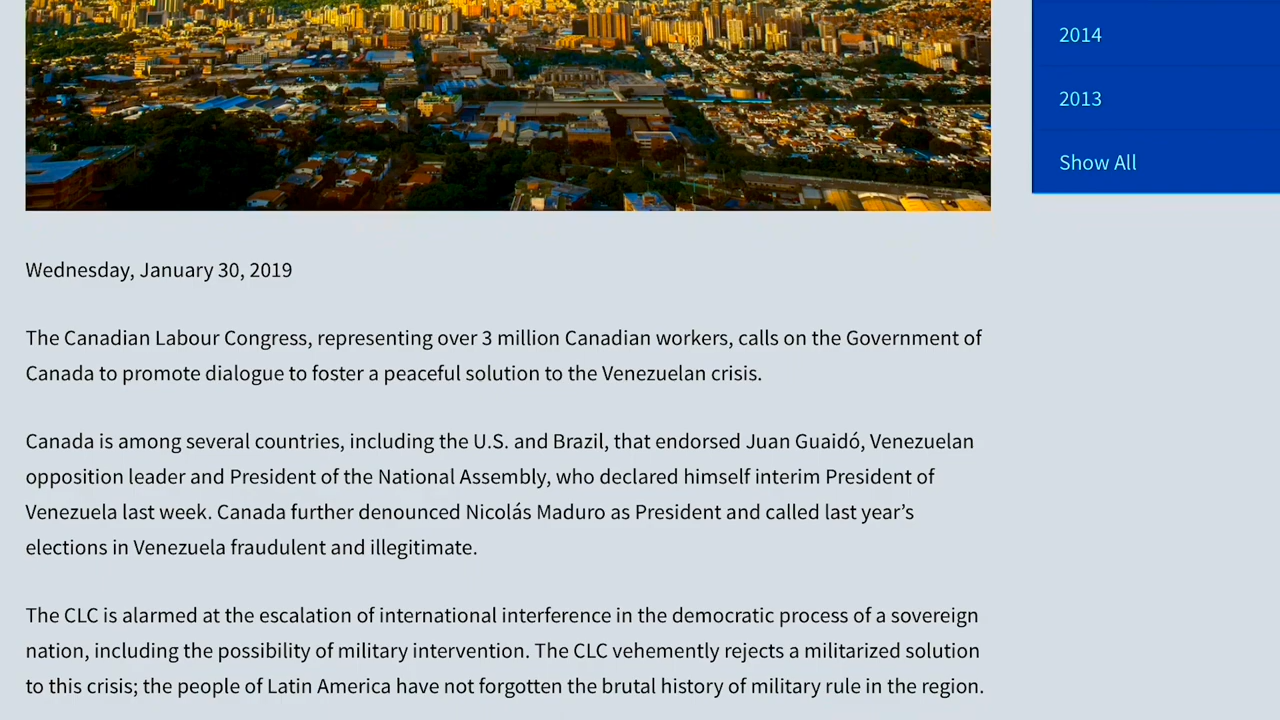 2014
2013
Show All
Wednesday, January 30, 2019
The Canadian Labour Congress, representing over 3 million Canadian workers, calls on the Government of
Canada to promote dialogue to foster a peaceful solution to the Venezuelan crisis.
Canada is among several countries, including the U.S. and Brazil, that endorsed Juan Guaidó, Venezuelan
opposition leader and President of the National Assembly, who declared himself interim President of
Venezuela last week. Canada further denounced Nicolás Maduro as President and called last year’s
elections in Venezuela fraudulent and illegitimate.
The CLC is alarmed at the escalation of international interference in the democratic process of a sovereign
nation, including the possibility of military intervention. The CLC vehemently rejects a militarized solution
to this crisis; the people of Latin America have not forgotten the brutal history of military rule in the region.